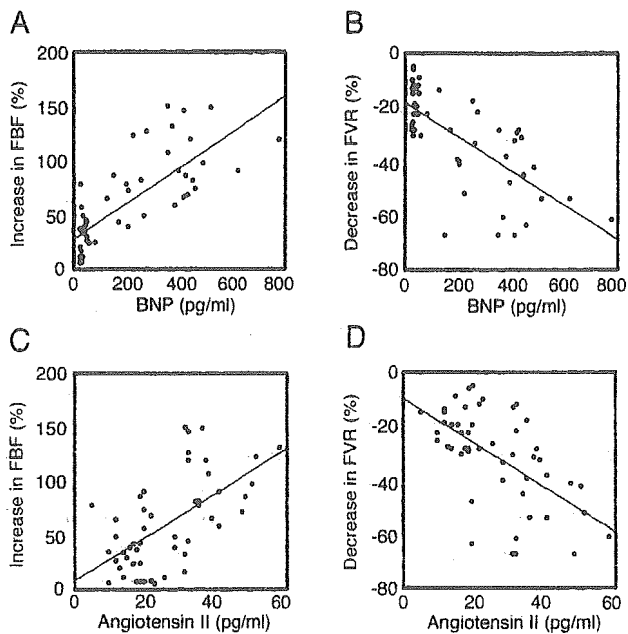 A
B
200
150
100
50
0
Increase in FBF (%)
0 200 400 600 800
BNP (pg/ml)
0
-20
-40
-60
-80
Decrease in FVR (%)
0 200 400 600 800
BNP (pg/ml)
C
D
200
150
100
50
0
Increase in FBF (%)
0 20 40 60
Angiotensin II (pg/ml)
0
-20
-40
-60
-80
Decrease in FVR (%)
0 20 40 60
Angiotensin II (pg/ml)